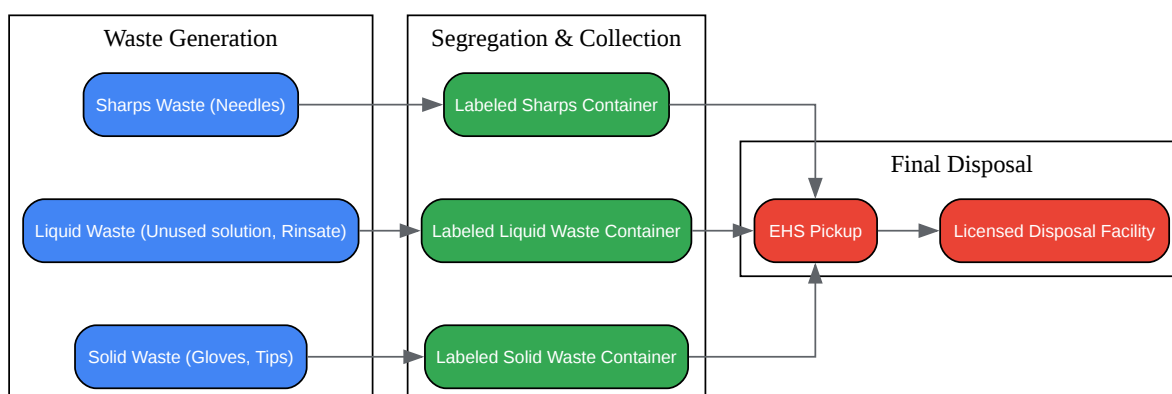 Waste Generation
Segregation & Collection
Sharps Waste (Needles)
Labeled Sharps Container
Final Disposal
Liquid Waste (Unused solution, Rinsate)
Labeled Liquid Waste Container
EHS Pickup
Licensed Disposal Facility
Solid Waste (Gloves, Tips)
Labeled Solid Waste Container